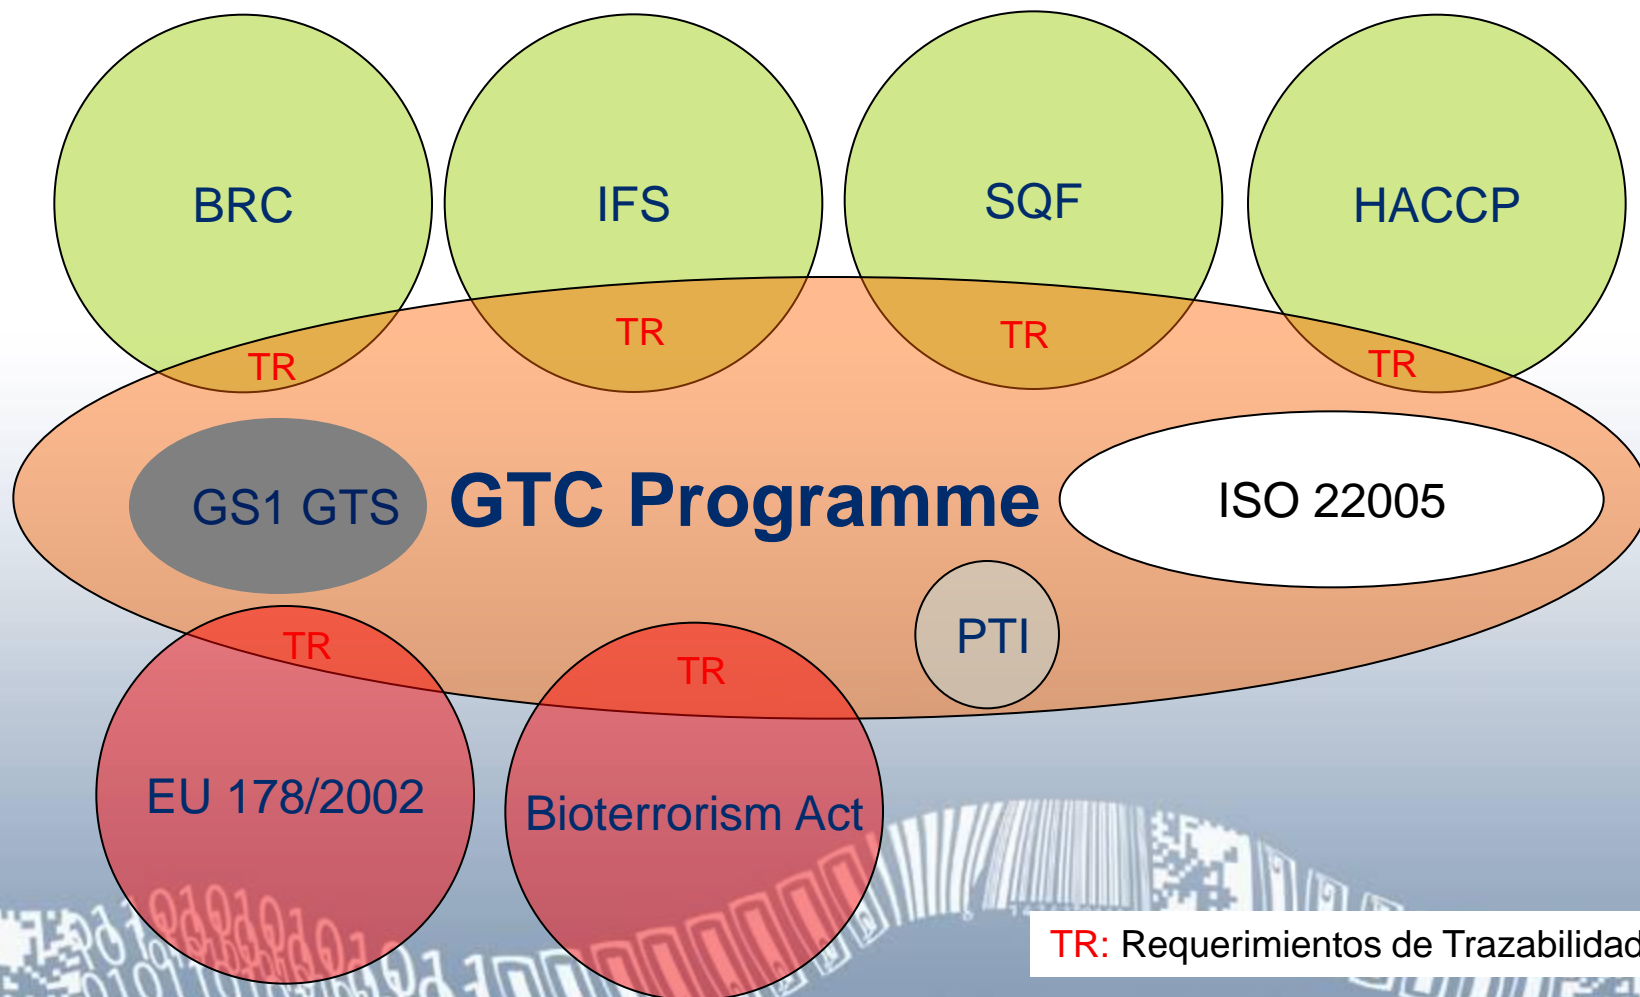 BRC
IFS
SQF
HACCP
TR
TR
TR
TR
GS1 GTS
GTC Programme
ISO 22005
PTI
TR
TR
EU 178/2002
Bioterrorism Act
TR: Requerimientos de Trazabilidad